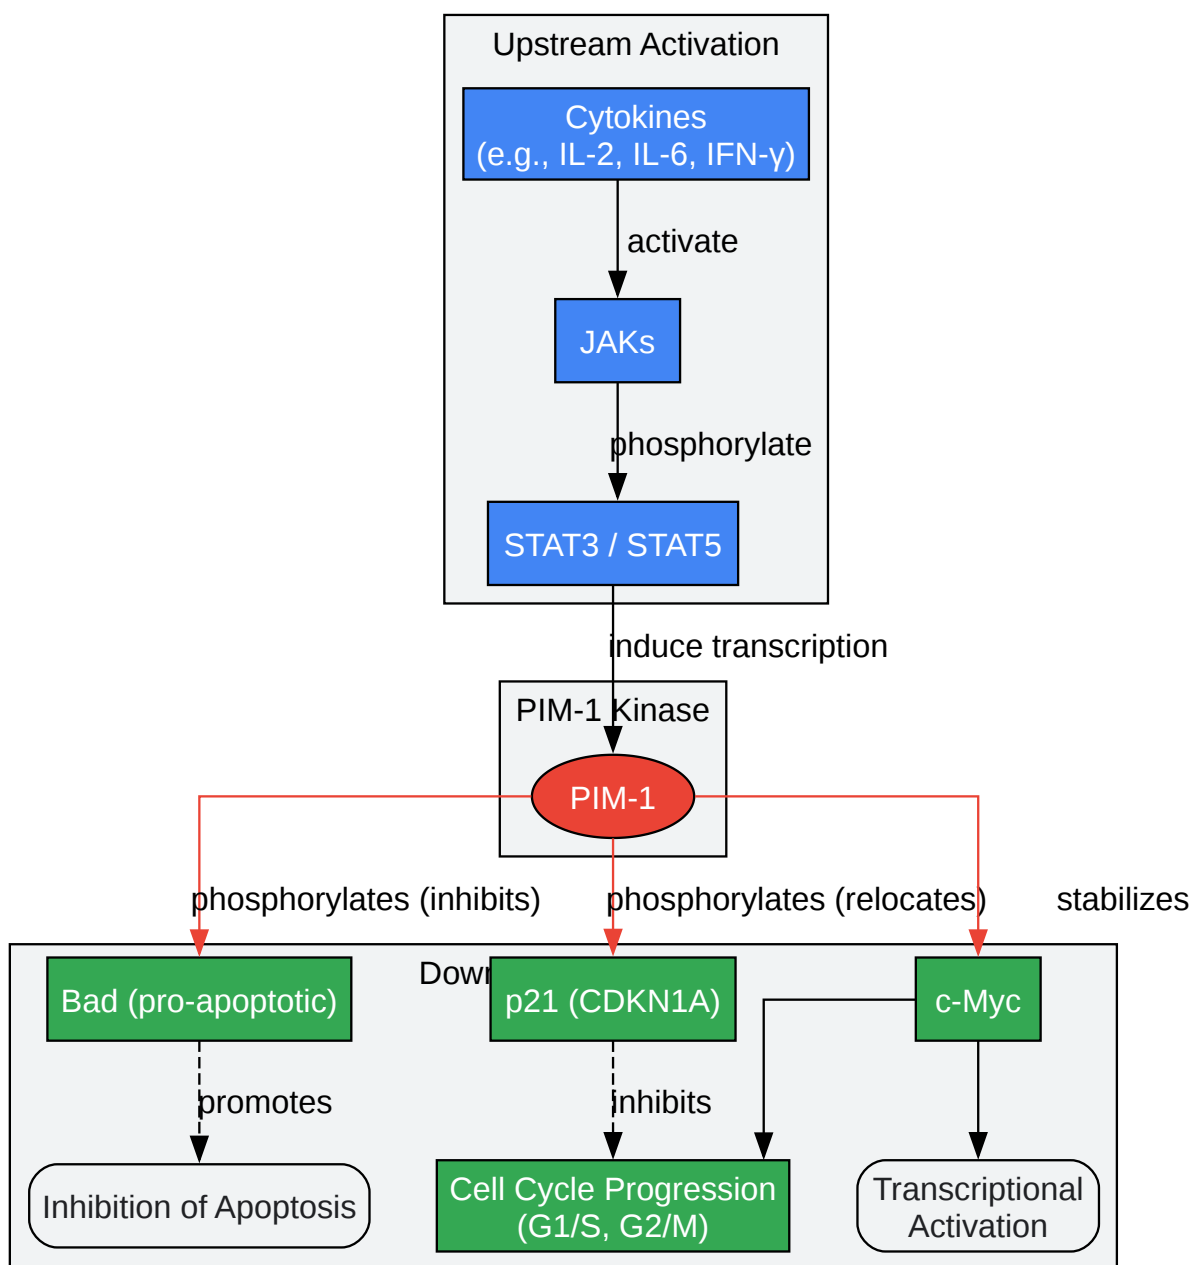 Upstream Activation
Cytokines
(e.g., IL-2, IL-6, IFN-γ)
activate
JAKs
phosphorylate
STAT3 / STAT5
induce transcription
PIM-1 Kinase
PIM-1
phosphorylates (inhibits)
phosphorylates (relocates)
stabilizes
Bad (pro-apoptotic)
p21 (CDKN1A)
c-Myc
promotes
inhibits
Inhibition of Apoptosis
Cell Cycle Progression
(G1/S, G2/M)
Transcriptional
Activation